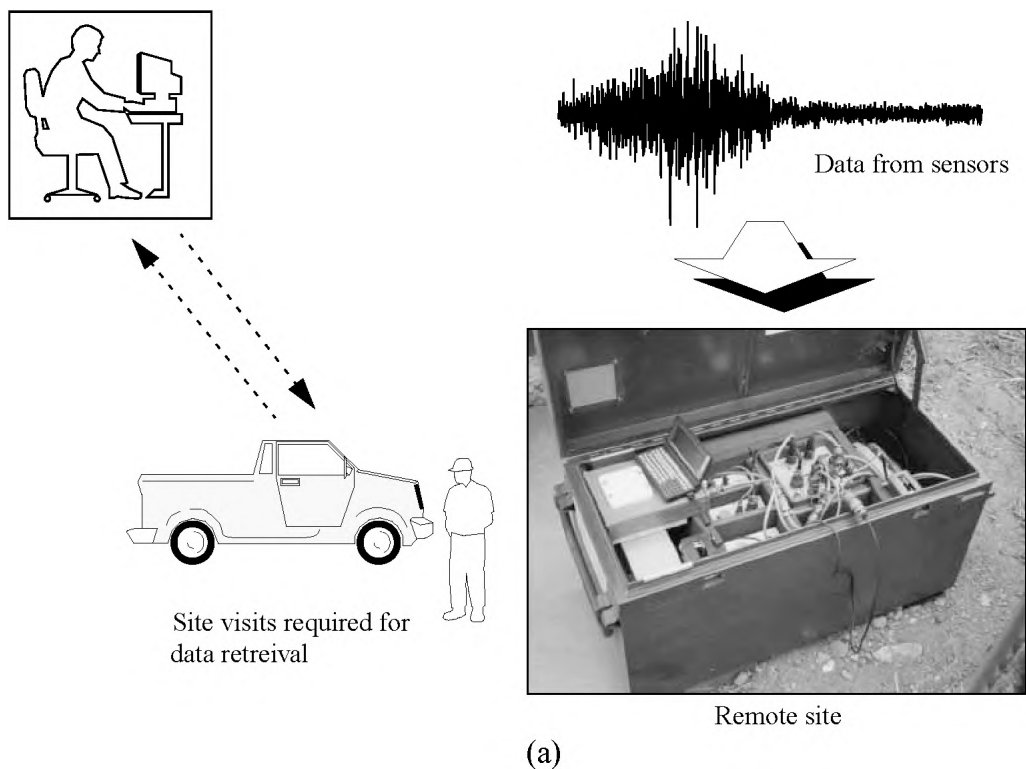 Data from sensors
Site visits required for
data retreival
Remote site
(a)